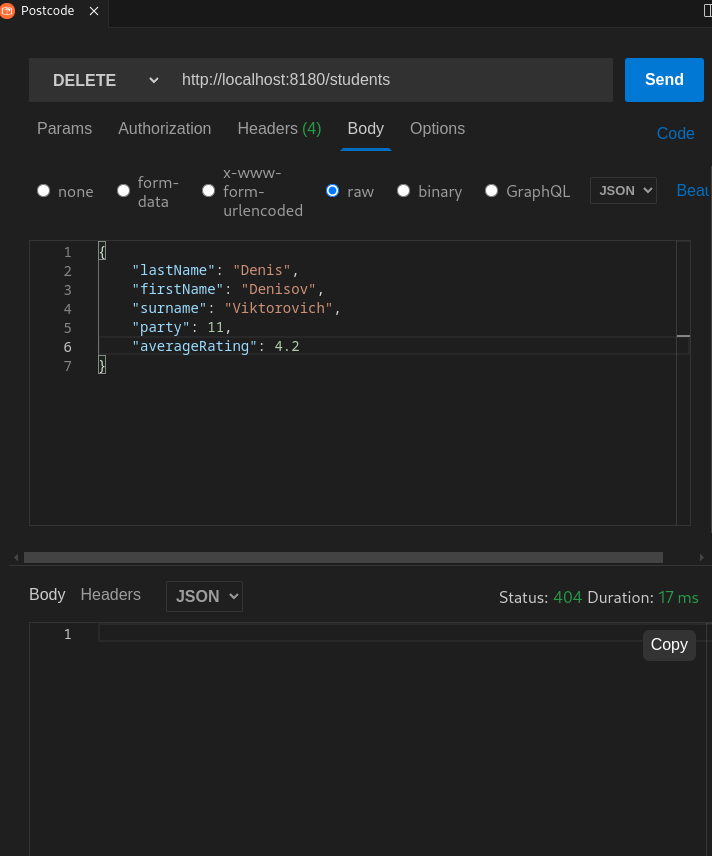 Postcode
DELETE http://localhost:8180/students Send
Params Authorization Headers (4) Body Options Code
none form-data x-www-form-urlencoded raw binary GraphQL JSON Beau
1 {
2 "lastName": "Denis",
3 "firstName": "Denisov",
4 "surname": "Viktorovich",
5 "party": 11,
6 "averageRating": 4.2
7 }
Body Headers JSON Status: 404 Duration: 17 ms
1
Copy